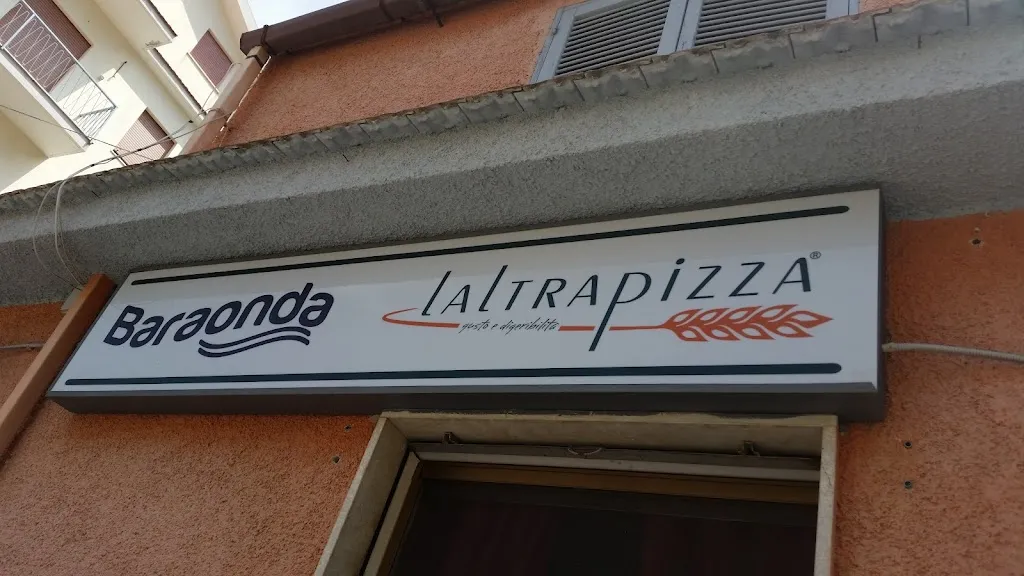 Baraonda
LALTRAPIZZA®
gusto e digeribilità